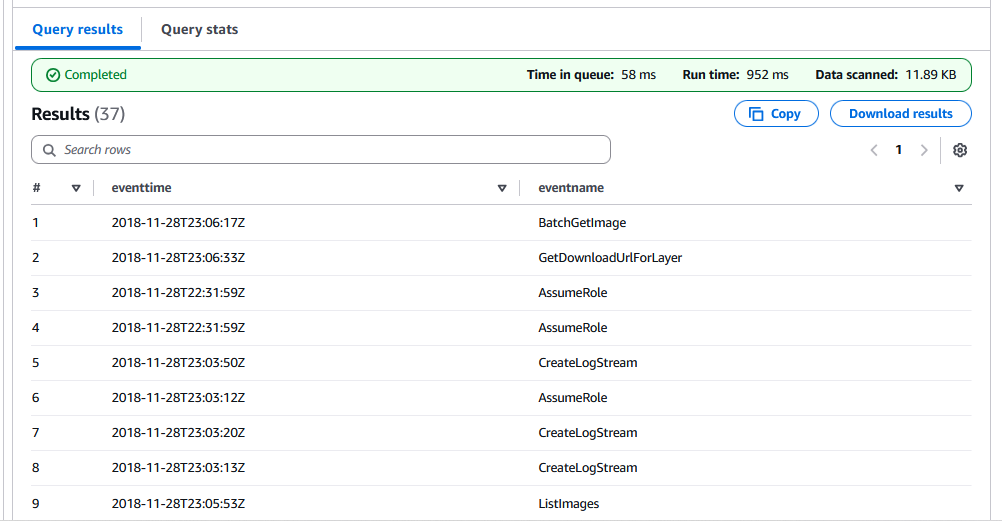 Query results Query stats
Completed Time in queue: 58 ms Run time: 952 ms Data scanned: 11.89 KB
Results (37) Copy Download results
Search rows 1
# eventtime eventname
1 2018-11-28T23:06:17Z BatchGetImage
2 2018-11-28T23:06:33Z GetDownloadUrlForLayer
3 2018-11-28T22:31:59Z AssumeRole
4 2018-11-28T22:31:59Z AssumeRole
5 2018-11-28T23:03:50Z CreateLogStream
6 2018-11-28T23:03:12Z AssumeRole
7 2018-11-28T23:03:20Z CreateLogStream
8 2018-11-28T23:03:13Z CreateLogStream
9 2018-11-28T23:05:53Z ListImages